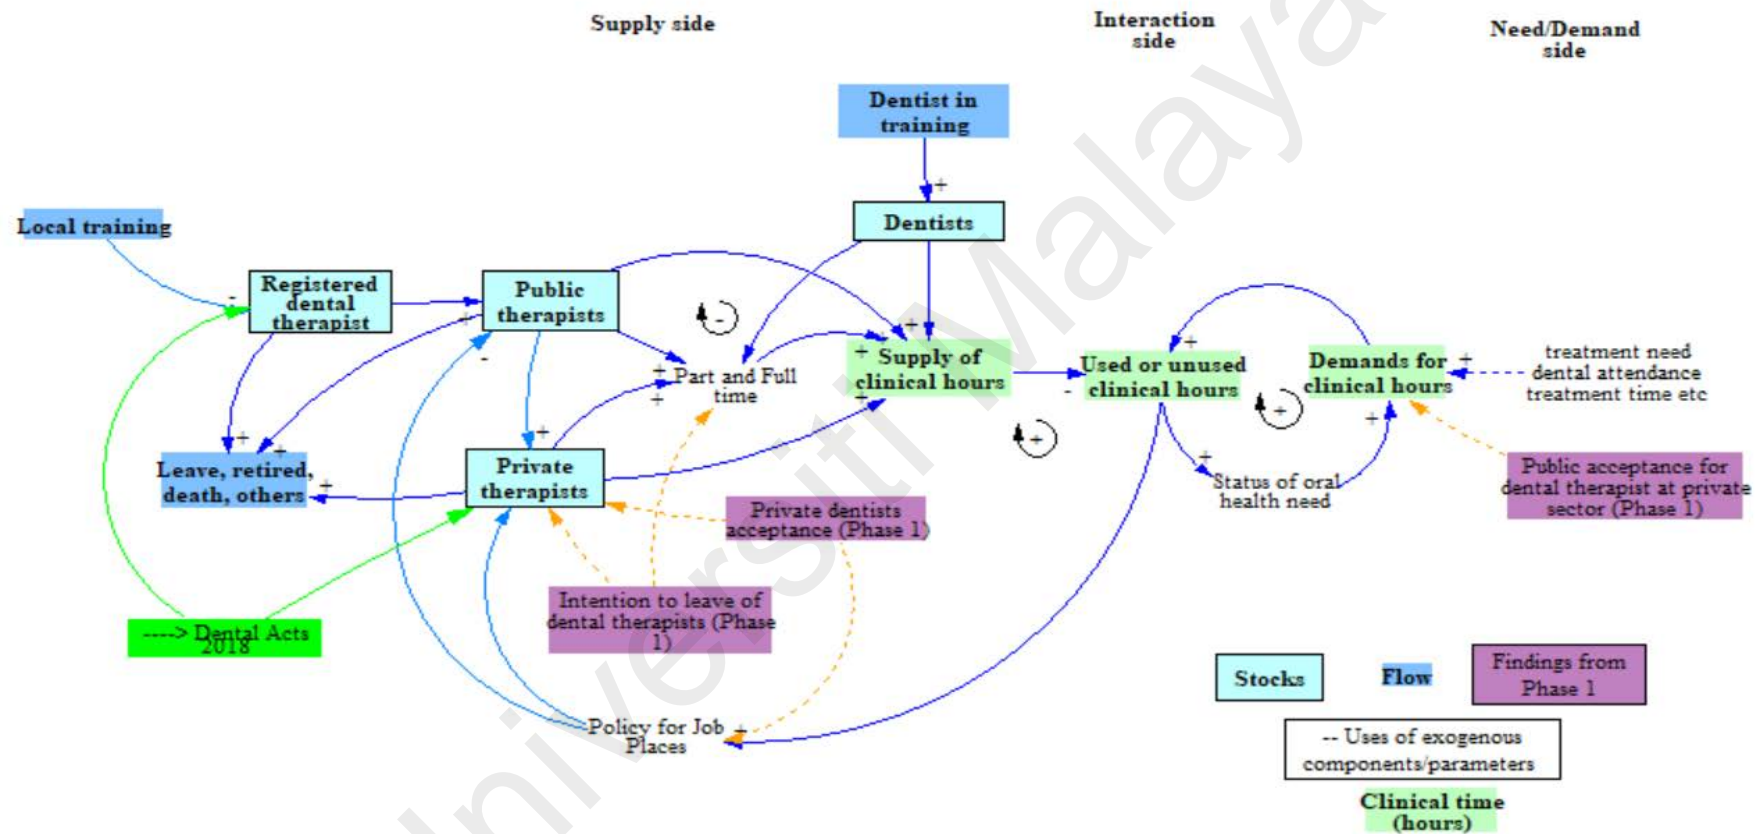 Supply side
Interaction
side
Need/Demand
side
Dentist in
training
+
Dentists
Local training
-
Registered
dental
therapist
Public
therapists
+
-
-
+
+
+
Supply of
clinical hours
+
+
Part and Full
time
+
+
+
Used or unused
clinical hours
-
+
Demands for
clinical hours
+
+
treatment need
dental attendance
treatment time etc
+
+
Status of oral
health need
Leave, retired,
death, others
+
+
+
Private
therapists
+
Private dentists
acceptance (Phase 1)
Public acceptance for
dental therapist at private
sector (Phase 1)
Intention to leave of
dental therapists (Phase
1)
----> Dental Acts
2018
Policy for Job
Places
+
Stocks
Flow
Findings from
Phase 1
-- Uses of exogenous
components/parameters
Clinical time
(hours)
Universiti Malaya